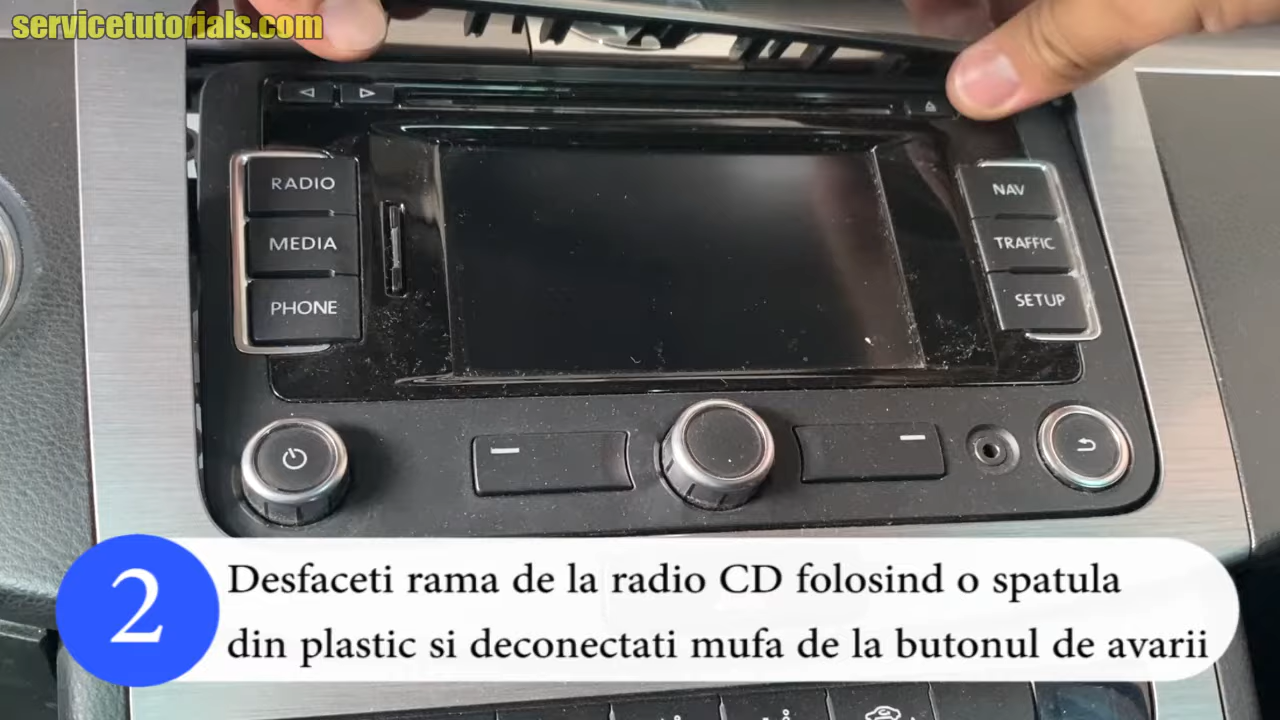 servicetutorials.com
RADIO
MEDIA
PHONE
NAV
TRAFFIC
SETUP
2
Desfaceti rama de la radio CD folosind o spatula
din plastic si deconectati mufa de la butonul de avarii